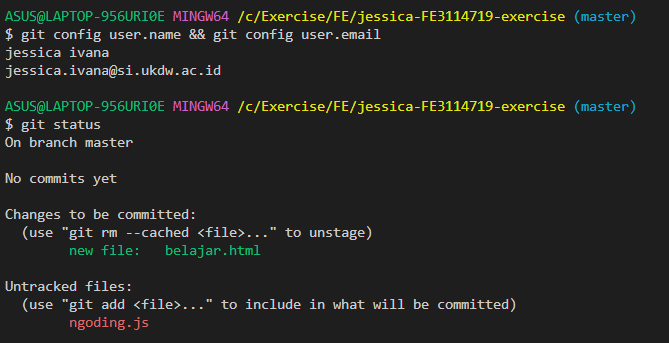 ASUS@LAPTOP-956URI0E MINGW64 /c/Exercise/FE/jessica-FE3114719-exercise (master)
$ git config user.name && git config user.email
jessica ivana
jessica.ivana@si.ukdw.ac.id
ASUS@LAPTOP-956URI0E MINGW64 /c/Exercise/FE/jessica-FE3114719-exercise (master)
$ git status
On branch master
No commits yet
Changes to be committed:
  (use "git rm --cached <file>..." to unstage)
        new file:   belajar.html
Untracked files:
  (use "git add <file>..." to include in what will be committed)
        ngoding.js